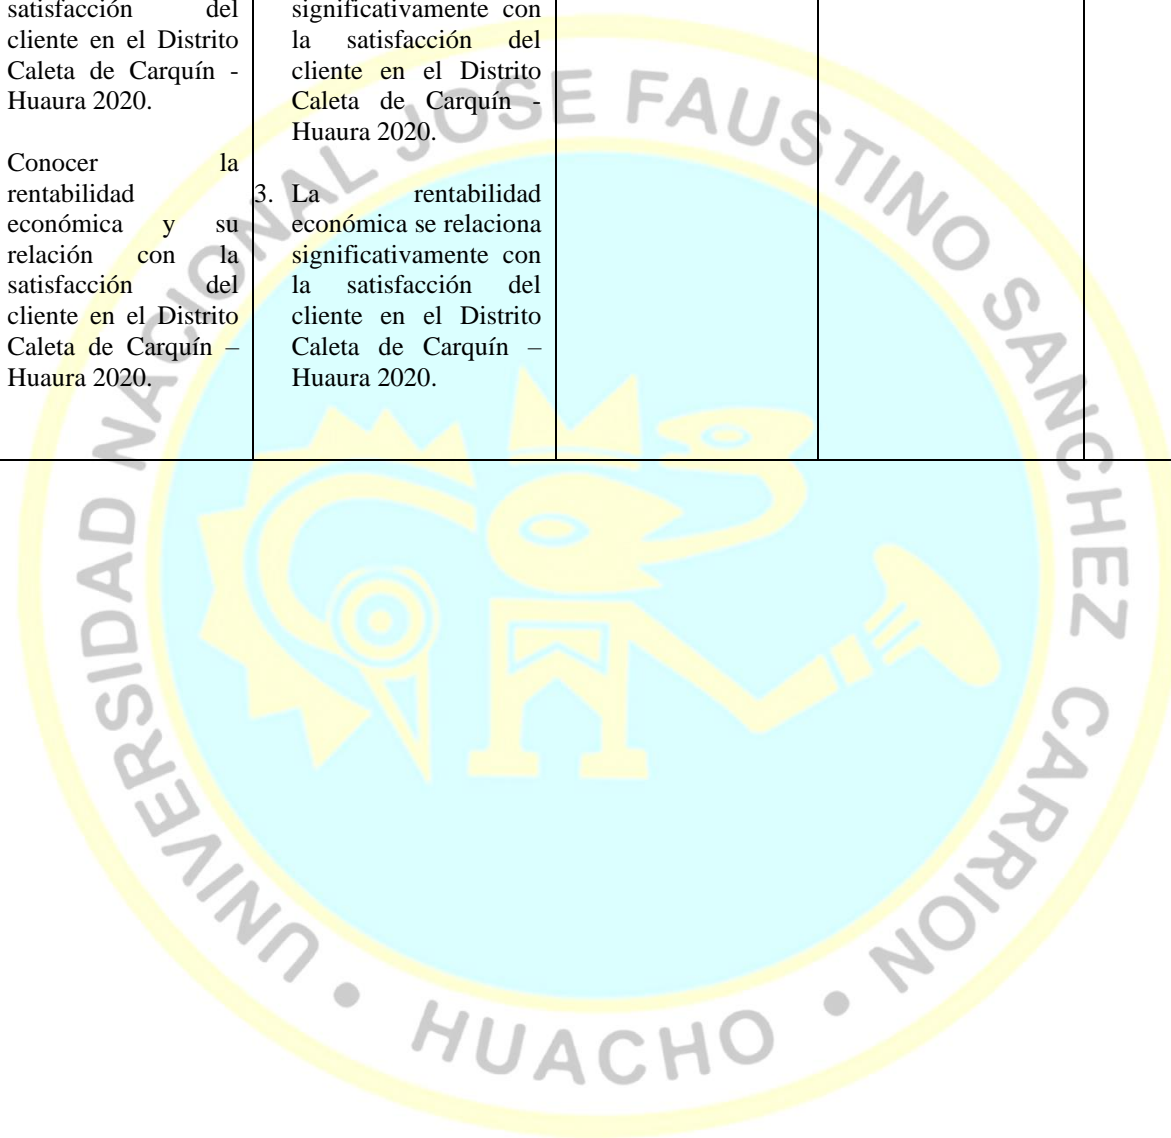 satisfacción del
cliente en el Distrito
Caleta de Carquín -
Huaura 2020.
Conocer la
rentabilidad
económica y su
relación con la
satisfacción del
cliente en el Distrito
Caleta de Carquín –
Huaura 2020.
significativamente con
la satisfacción del
cliente en el Distrito
Caleta de Carquín -
Huaura 2020.
3. La rentabilidad
económica se relaciona
significativamente con
la satisfacción del
cliente en el Distrito
Caleta de Carquín –
Huaura 2020.
UNIVERSIDAD NACIONAL JOSE FAUSTINO SANCHEZ CARRION
• HUACHO •